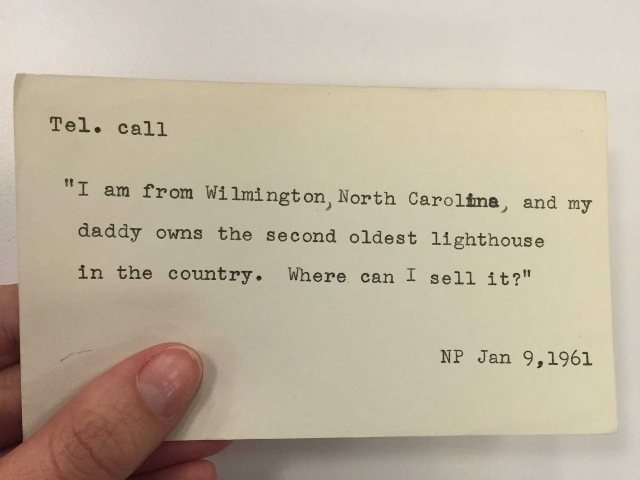 Tel. call
"I am from Wilmington, North Carolina, and my
daddy owns the second oldest lighthouse
in the country. Where can I sell it?"
NP Jan 9,1961